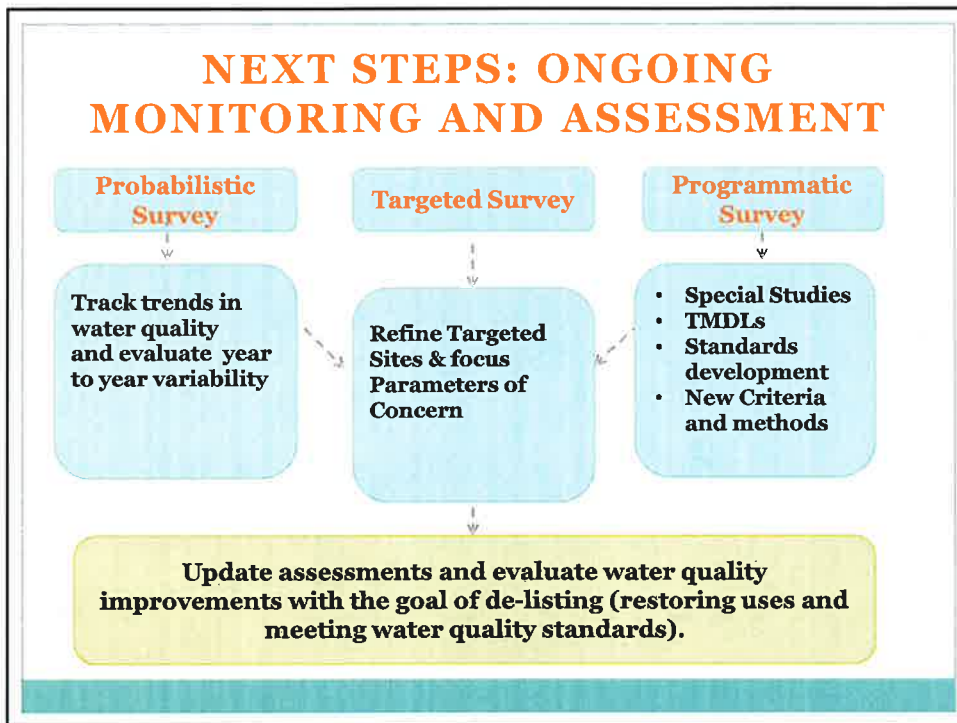 NEXT STEPS: ONGOING
MONITORING AND ASSESSMENT
Probabilistic
Survey
Targeted Survey
Programmatic
Survey
Track trends in
water quality
and evaluate year
to year variability
Refine Targeted
Sites & focus
Parameters of
Concern
• Special Studies
• TMDLs
• Standards
development
• New Criteria
and methods
Update assessments and evaluate water quality
improvements with the goal of de-listing (restoring uses and
meeting water quality standards).